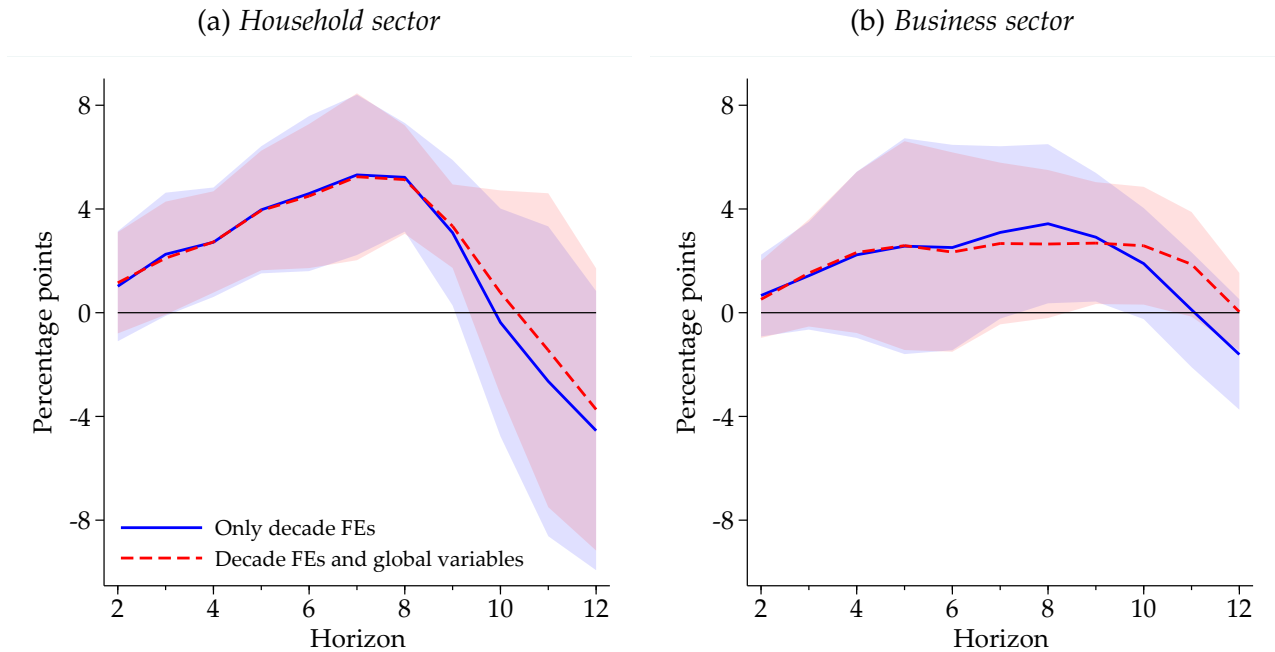 (a) Household sector
Percentage points
8
4
0
-4
-8
Only decade FEs
Decade FEs and global variables
2 4 6 8 10 12
Horizon
(b) Business sector
Percentage points
8
4
0
-4
-8
2 4 6 8 10 12
Horizon